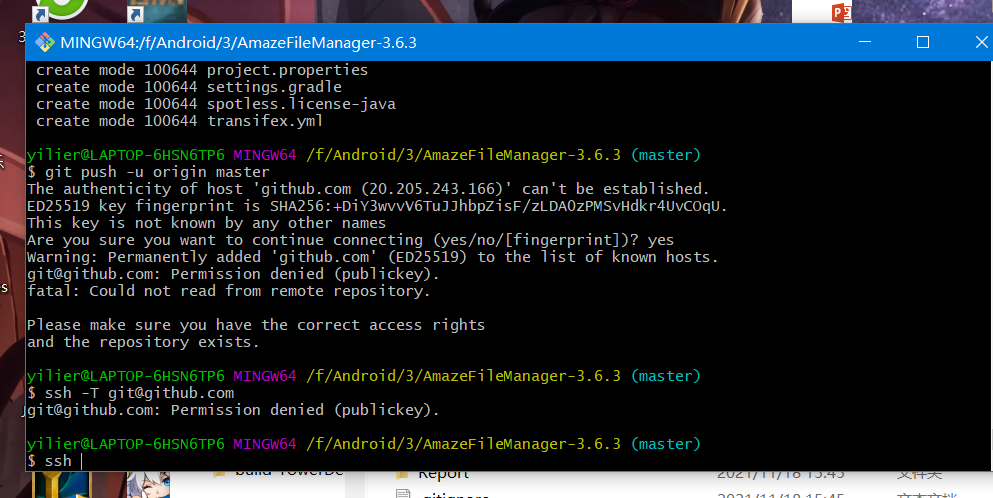 MINGW64:/f/Android/3/AmazeFileManager-3.6.3
create mode 100644 project.properties
create mode 100644 settings.gradle
create mode 100644 spotless.license-java
create mode 100644 transifex.yml
yilier@LAPTOP-6HSN6TP6 MINGW64 /f/Android/3/AmazeFileManager-3.6.3 (master)
$ git push -u origin master
The authenticity of host 'github.com (20.205.243.166)' can't be established.
ED25519 key fingerprint is SHA256:+DiY3wvvV6TuJJhbpZisF/zLDA0zPMSvHdkr4UvCOqU.
This key is not known by any other names
Are you sure you want to continue connecting (yes/no/[fingerprint])? yes
Warning: Permanently added 'github.com' (ED25519) to the list of known hosts.
git@github.com: Permission denied (publickey).
fatal: Could not read from remote repository.
Please make sure you have the correct access rights
and the repository exists.
yilier@LAPTOP-6HSN6TP6 MINGW64 /f/Android/3/AmazeFileManager-3.6.3 (master)
$ ssh -T git@github.com
git@github.com: Permission denied (publickey).
yilier@LAPTOP-6HSN6TP6 MINGW64 /f/Android/3/AmazeFileManager-3.6.3 (master)
$ ssh
Report 2021/11/18 15:45 文件夹